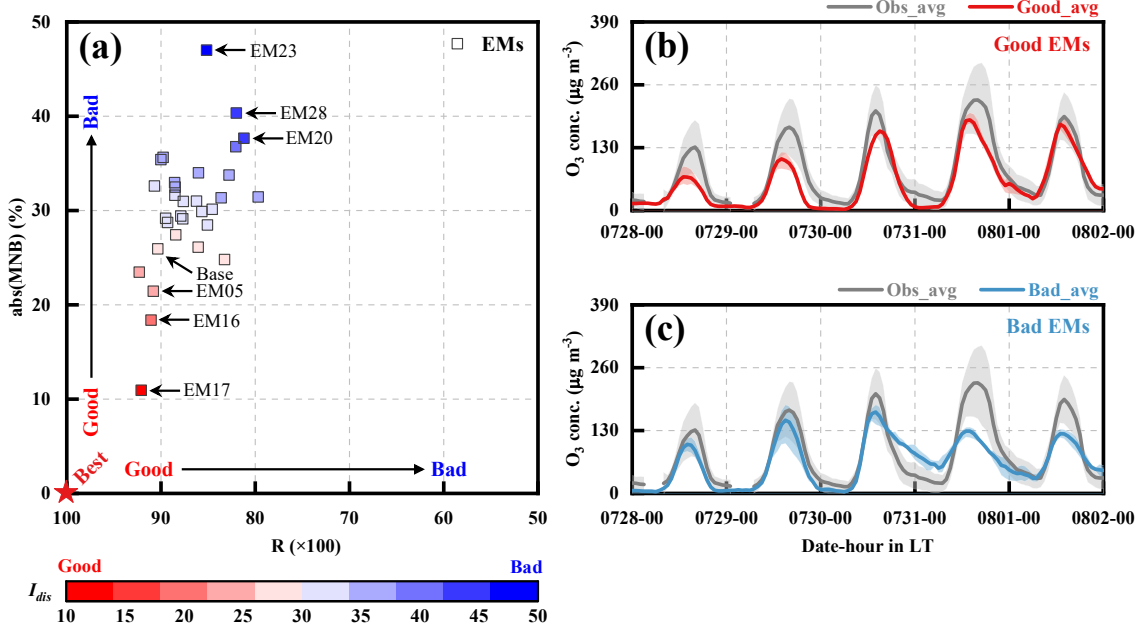 (a)
EMs
EM23
EM28
EM20
Base
EM05
EM16
EM17
Bad
Good
Best
Good
Bad
abs(MNB) (%)
50
40
30
20
10
0
100
90
80
70
60
50
R (×100)
Good
Bad
I_dis
10
15
20
25
30
35
40
45
50
Obs_avg
Good_avg
(b)
Good EMs
O₃ conc. (μg m⁻³)
390
260
130
0
0728-00
0729-00
0730-00
0731-00
0801-00
0802-00
Obs_avg
Bad_avg
(c)
Bad EMs
O₃ conc. (μg m⁻³)
390
260
130
0
0728-00
0729-00
0730-00
0731-00
0801-00
0802-00
Date-hour in LT